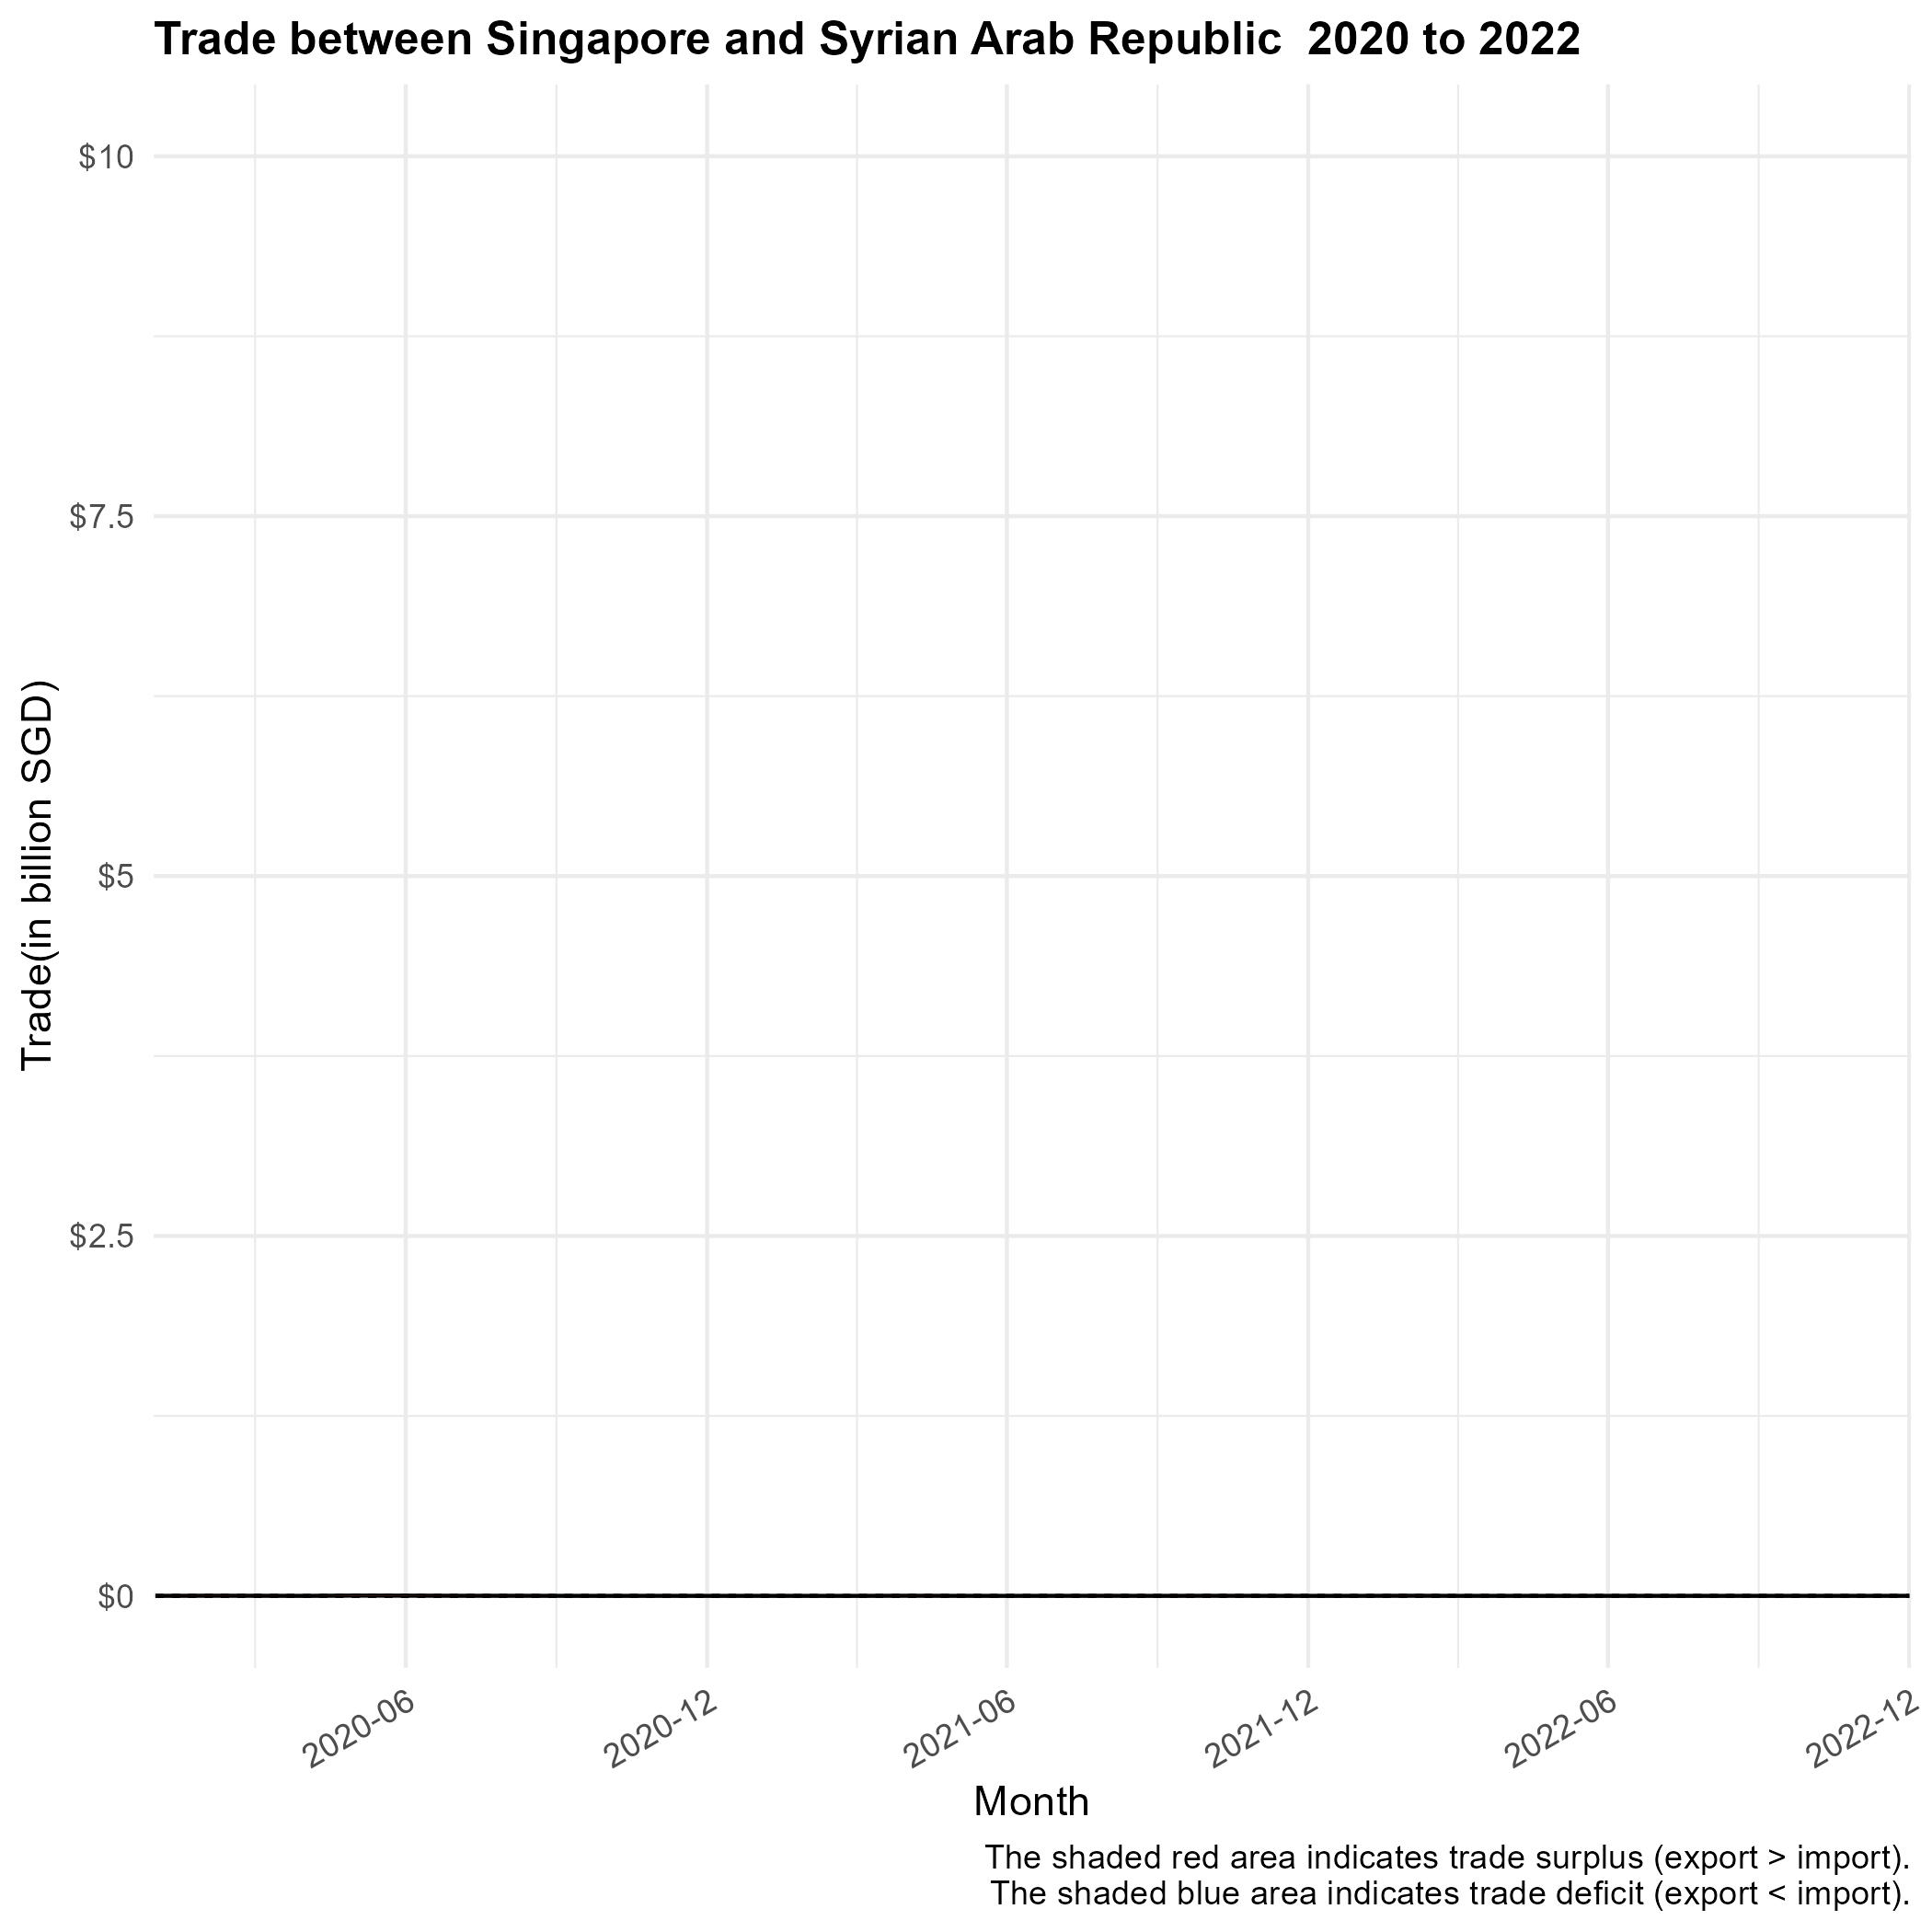 Trade between Singapore and Syrian Arab Republic  2020 to 2022
$10
$7.5
$5
$2.5
$0
Trade(in billion SGD)
2020-06
2020-12
2021-06
2021-12
2022-06
2022-12
Month
The shaded red area indicates trade surplus (export > import).
The shaded blue area indicates trade deficit (export < import).